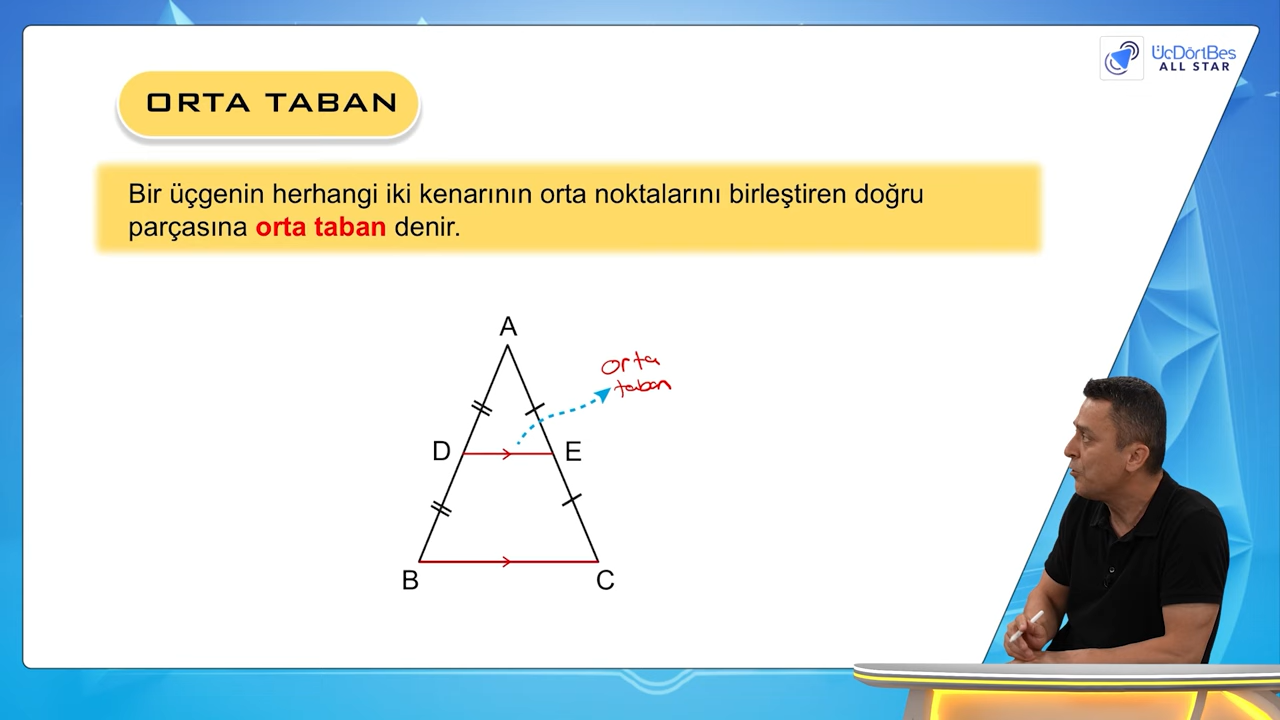 ÜçDörtBeş
ALL STAR
ORTA TABAN
Bir üçgenin herhangi iki kenarının orta noktalarını birleştiren doğru
parçasına orta taban denir.
A
orta
taban
D
E
B
C